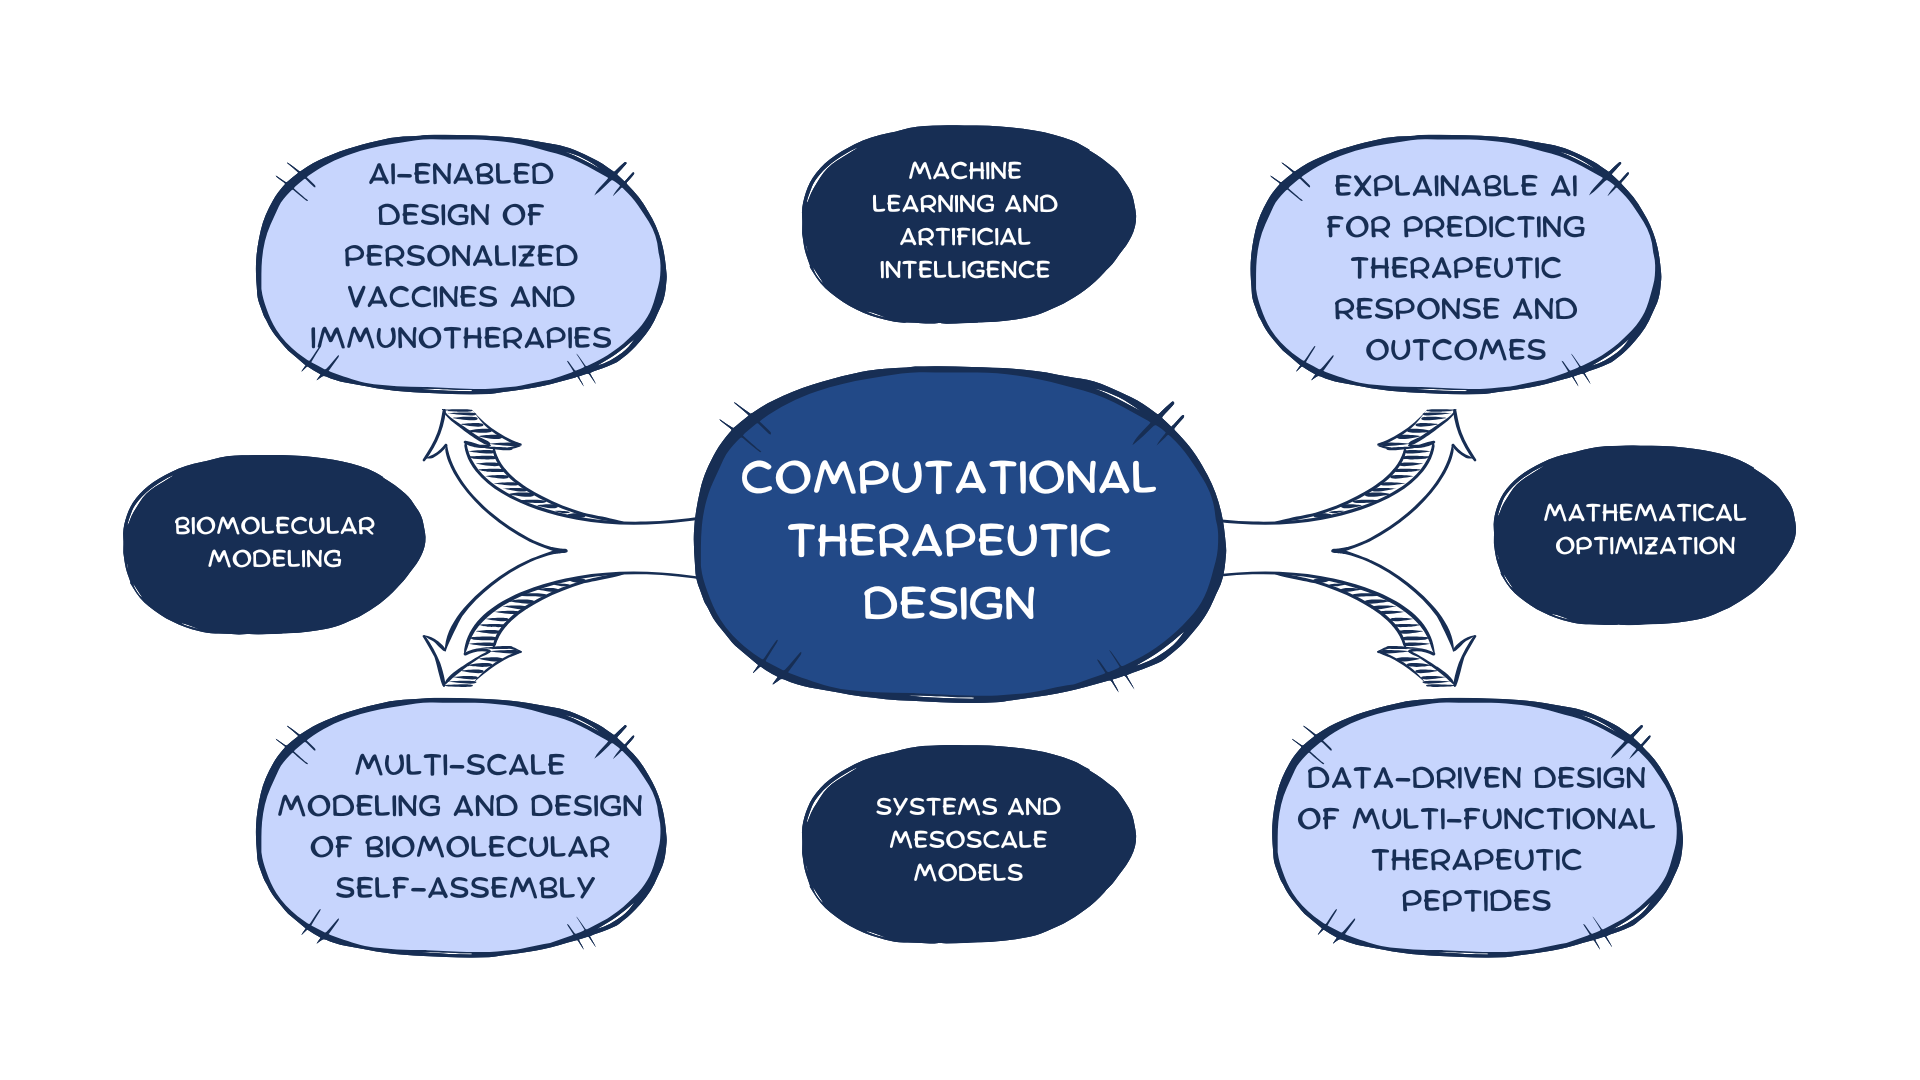 AI-ENABLED
DESIGN OF
PERSONALIZED
VACCINES AND
IMMUNOTHERAPIES
MACHINE
LEARNING AND
ARTIFICIAL
INTELLIGENCE
EXPLAINABLE AI
FOR PREDICTING
THERAPEUTIC
RESPONSE AND
OUTCOMES
BIOMOLECULAR
MODELING
COMPUTATIONAL
THERAPEUTIC
DESIGN
MATHEMATICAL
OPTIMIZATION
MULTI-SCALE
MODELING AND DESIGN
OF BIOMOLECULAR
SELF-ASSEMBLY
SYSTEMS AND
MESOSCALE
MODELS
DATA-DRIVEN DESIGN
OF MULTI-FUNCTIONAL
THERAPEUTIC
PEPTIDES